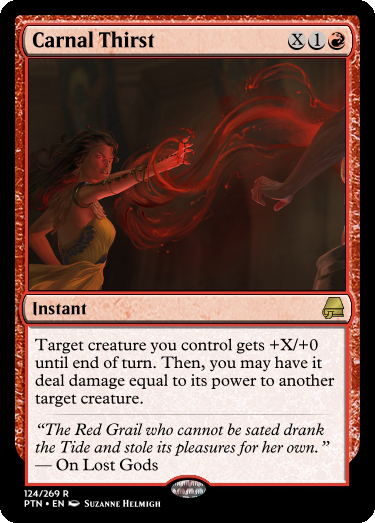 Carnal Thirst X 1
Instant
Target creature you control gets +X/+0
until end of turn. Then, you may have it
deal damage equal to its power to another
target creature.
“The Red Grail who cannot be sated drank
the Tide and stole its pleasures for her own.”
— On Lost Gods
124/269 R
PTN • EN Suzanne Helmigh